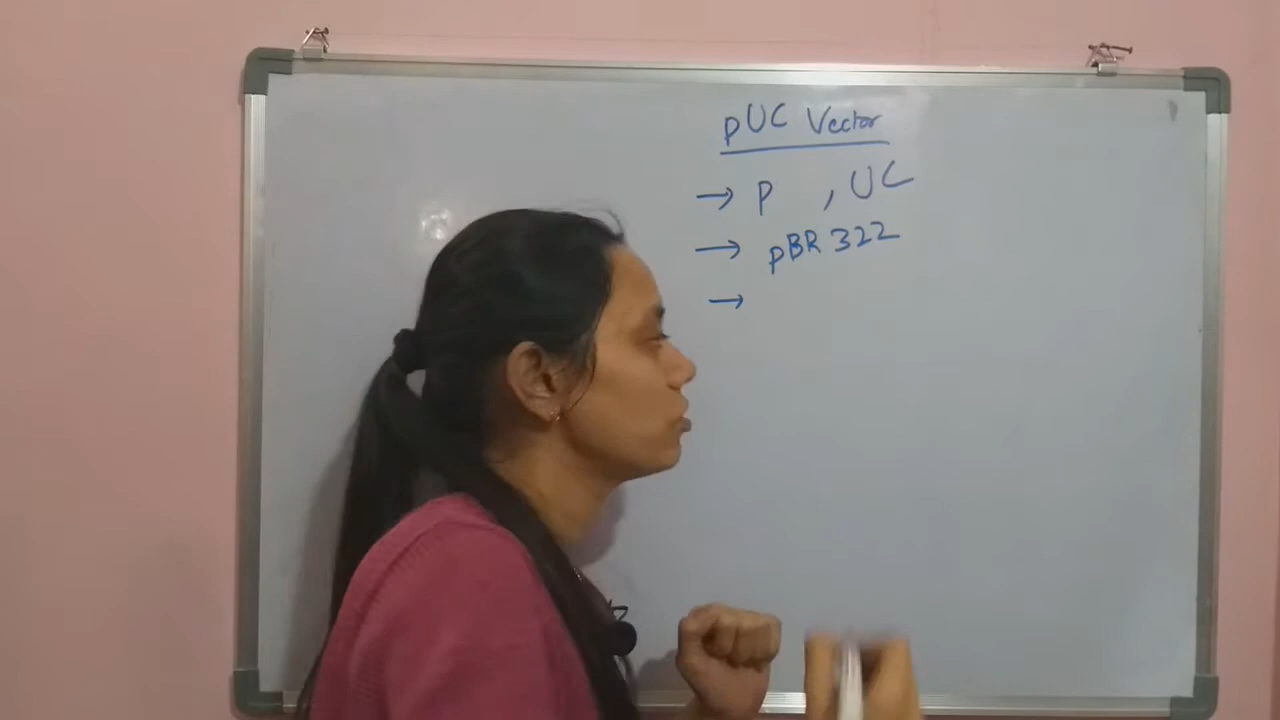 pUC Vector
→ p , UC
→ pBR 322
→